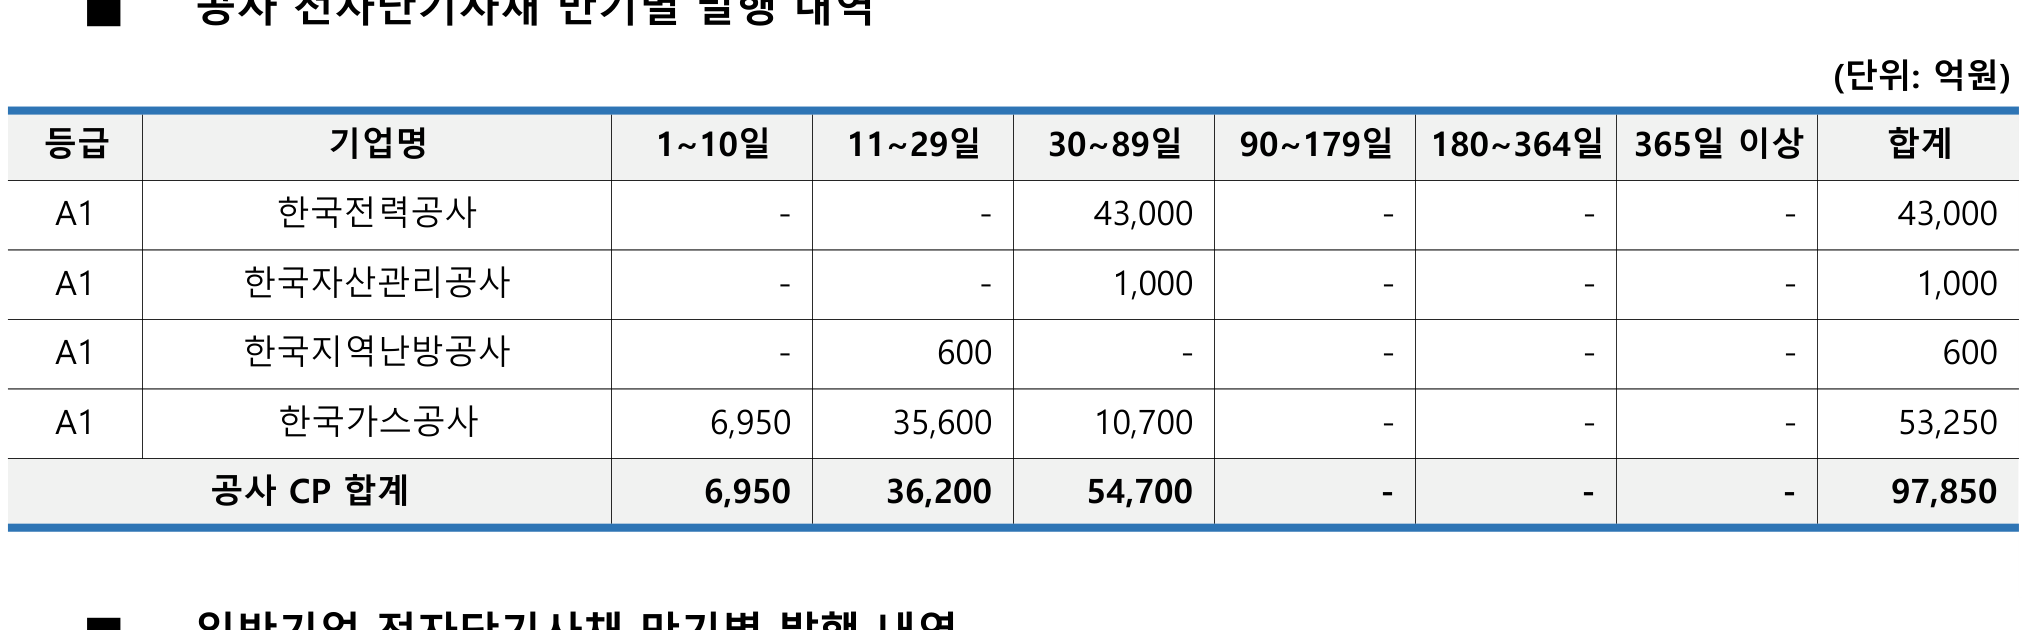 ■ 공사 전자단기사채 만기별 발행 내역
(단위: 억원)
등급 기업명 1~10일 11~29일 30~89일 90~179일 180~364일 365일 이상 합계
A1 한국전력공사 - - 43,000 - - - 43,000
A1 한국자산관리공사 - - 1,000 - - - 1,000
A1 한국지역난방공사 - 600 - - - - 600
A1 한국가스공사 6,950 35,600 10,700 - - - 53,250
공사 CP 합계 6,950 36,200 54,700 - - - 97,850
■ 일반기업 전자단기사채 만기별 발행 내역